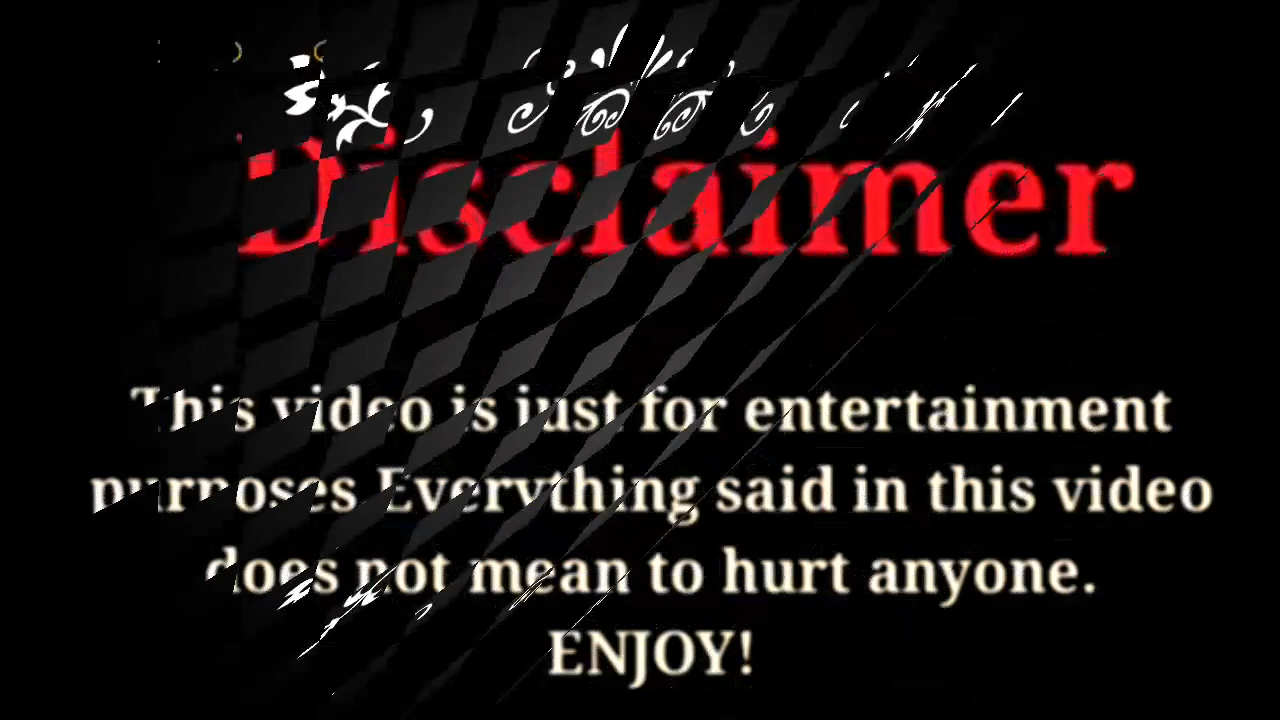 Disclaimer
This video is just for entertainment
purposes Everything said in this video
does not mean to hurt anyone.
ENJOY!